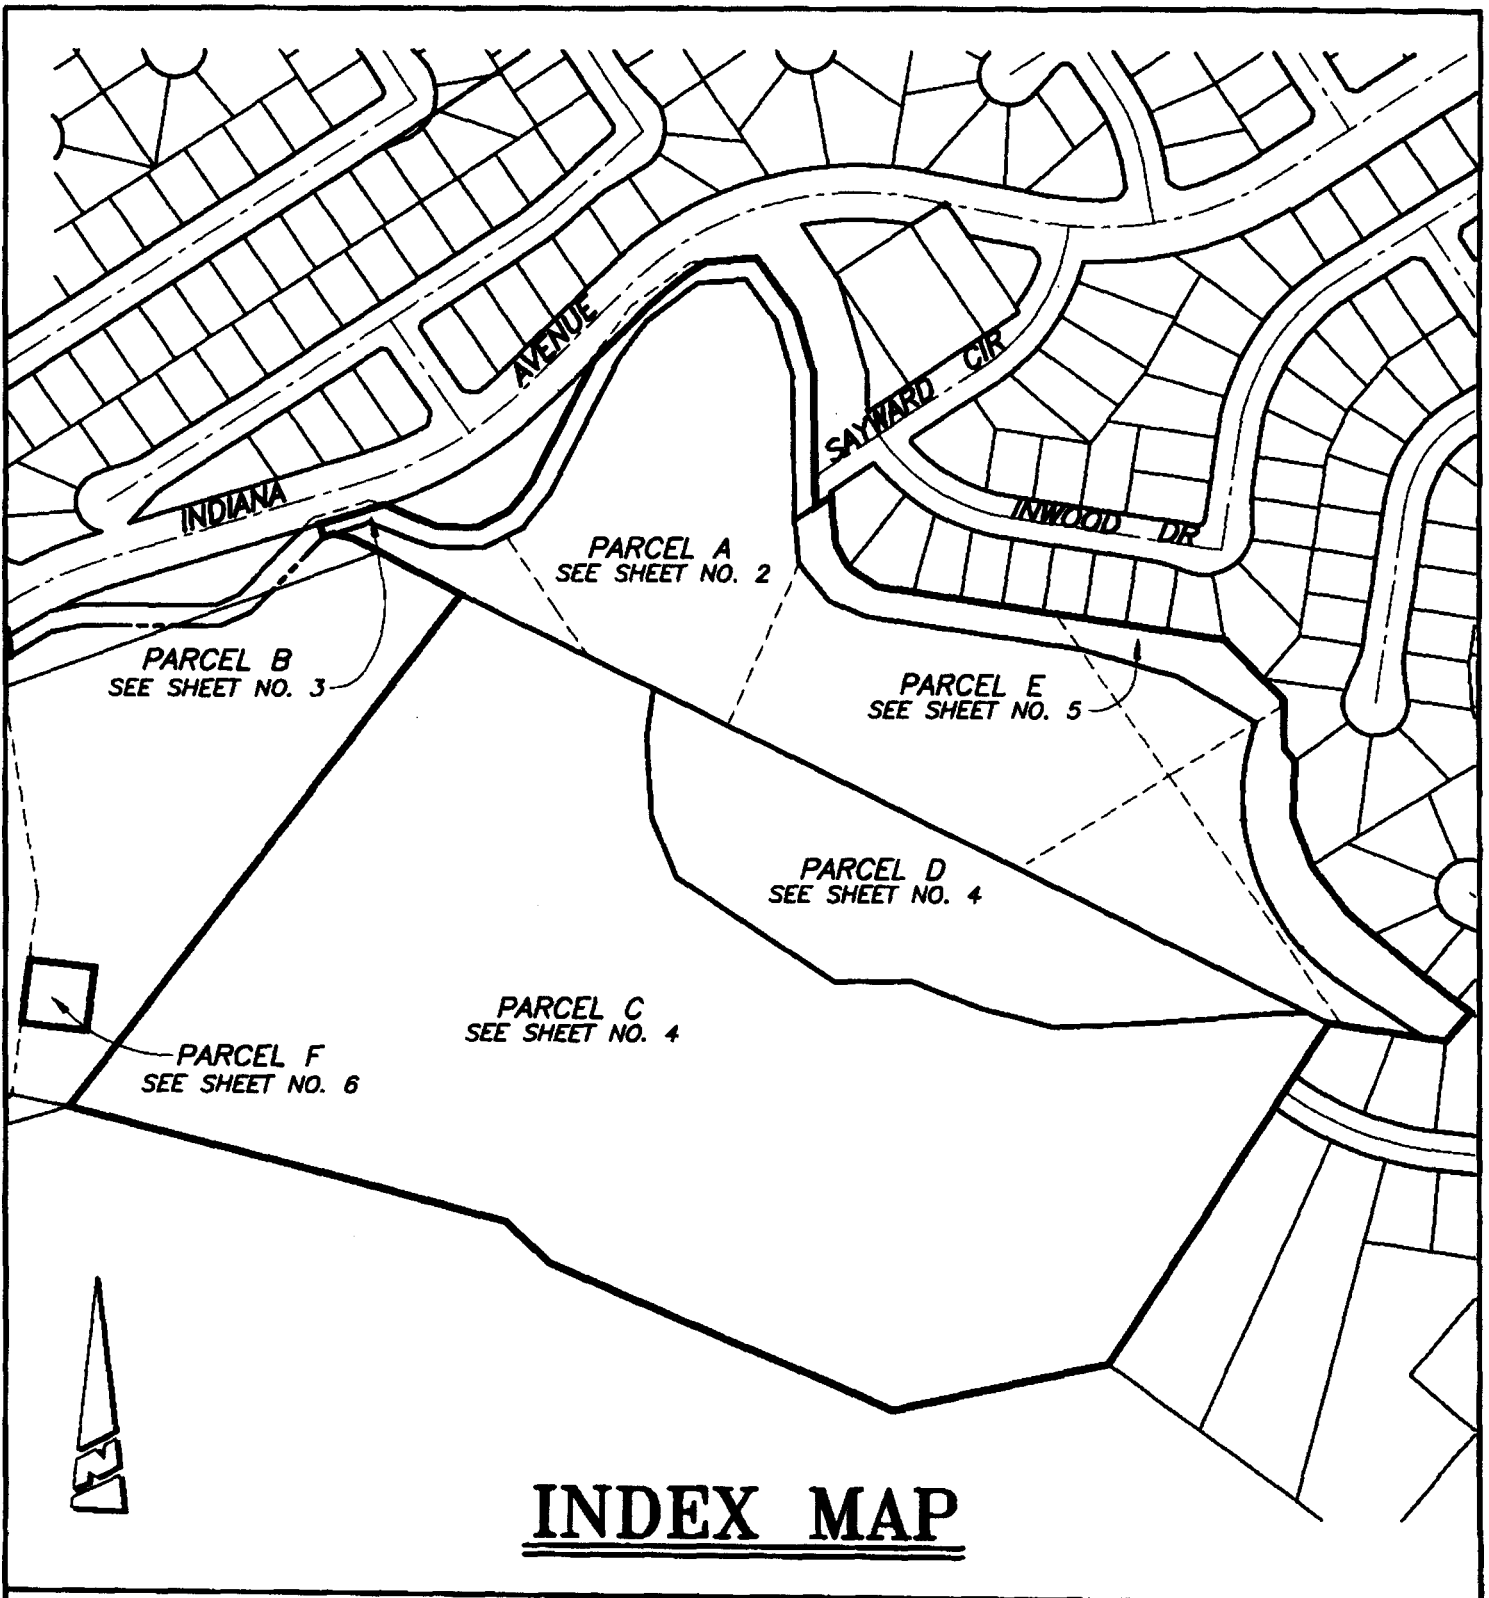 AVENUE
SAYWARD CIR
INDIANA
INWOOD DR
PARCEL A
SEE SHEET NO. 2
PARCEL B
SEE SHEET NO. 3
PARCEL E
SEE SHEET NO. 5
PARCEL D
SEE SHEET NO. 4
PARCEL C
SEE SHEET NO. 4
PARCEL F
SEE SHEET NO. 6
N
INDEX MAP